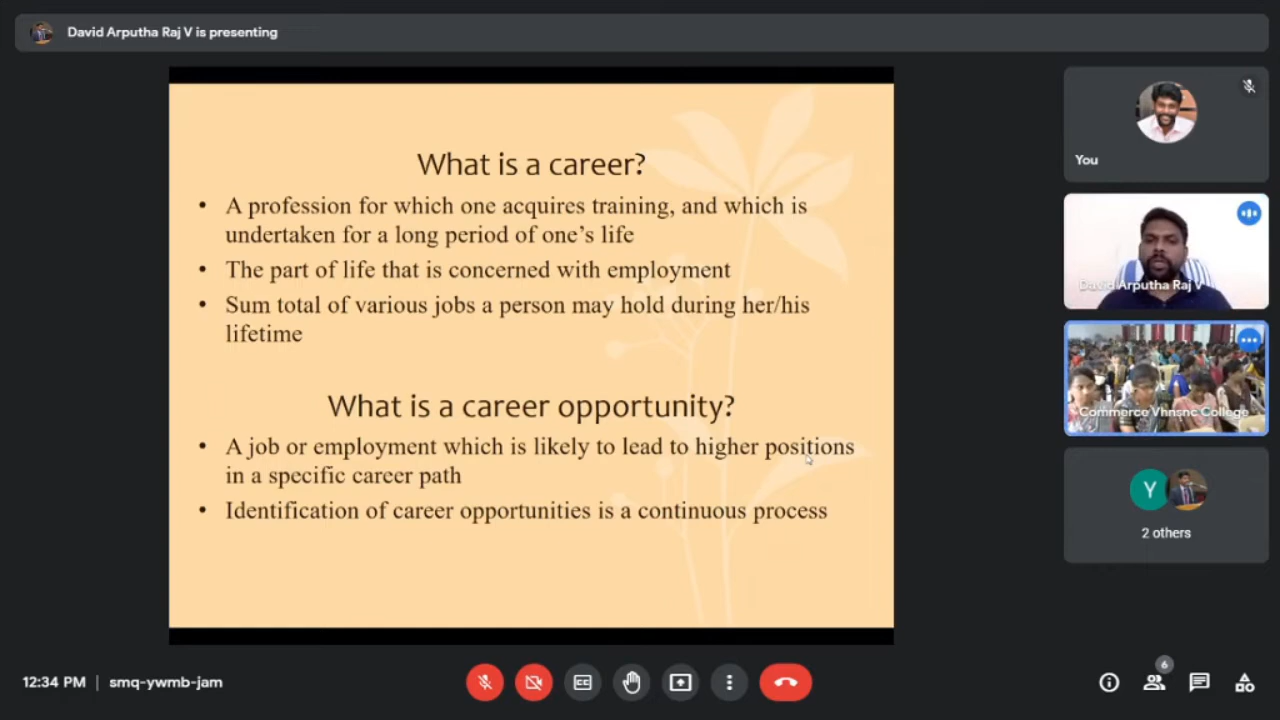 David Arputha Raj V is presenting
What is a career?
• A profession for which one acquires training, and which is
undertaken for a long period of one's life
• The part of life that is concerned with employment
• Sum total of various jobs a person may hold during her/his
lifetime
What is a career opportunity?
• A job or employment which is likely to lead to higher positions
in a specific career path
• Identification of career opportunities is a continuous process
You
David Arputha Raj V
Commerce Vhnsnc College
Y
2 others
12:34 PM | smq-ywmb-jam
CC
6